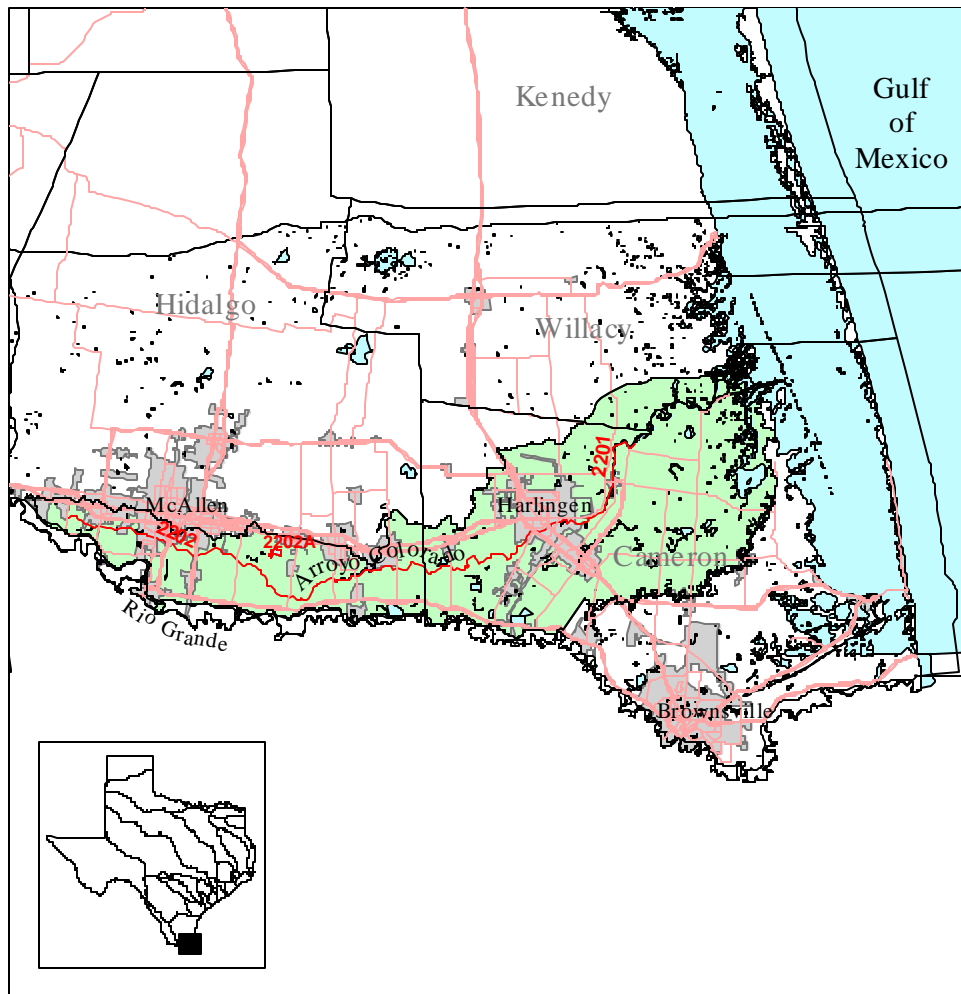 Kenedy
Gulf
of
Mexico
Hidalgo
Willacy
2201
McAllen
Harlingen
2202
2202A
Arroyo Colorado
Cameron
Rio Grande
Brownsville